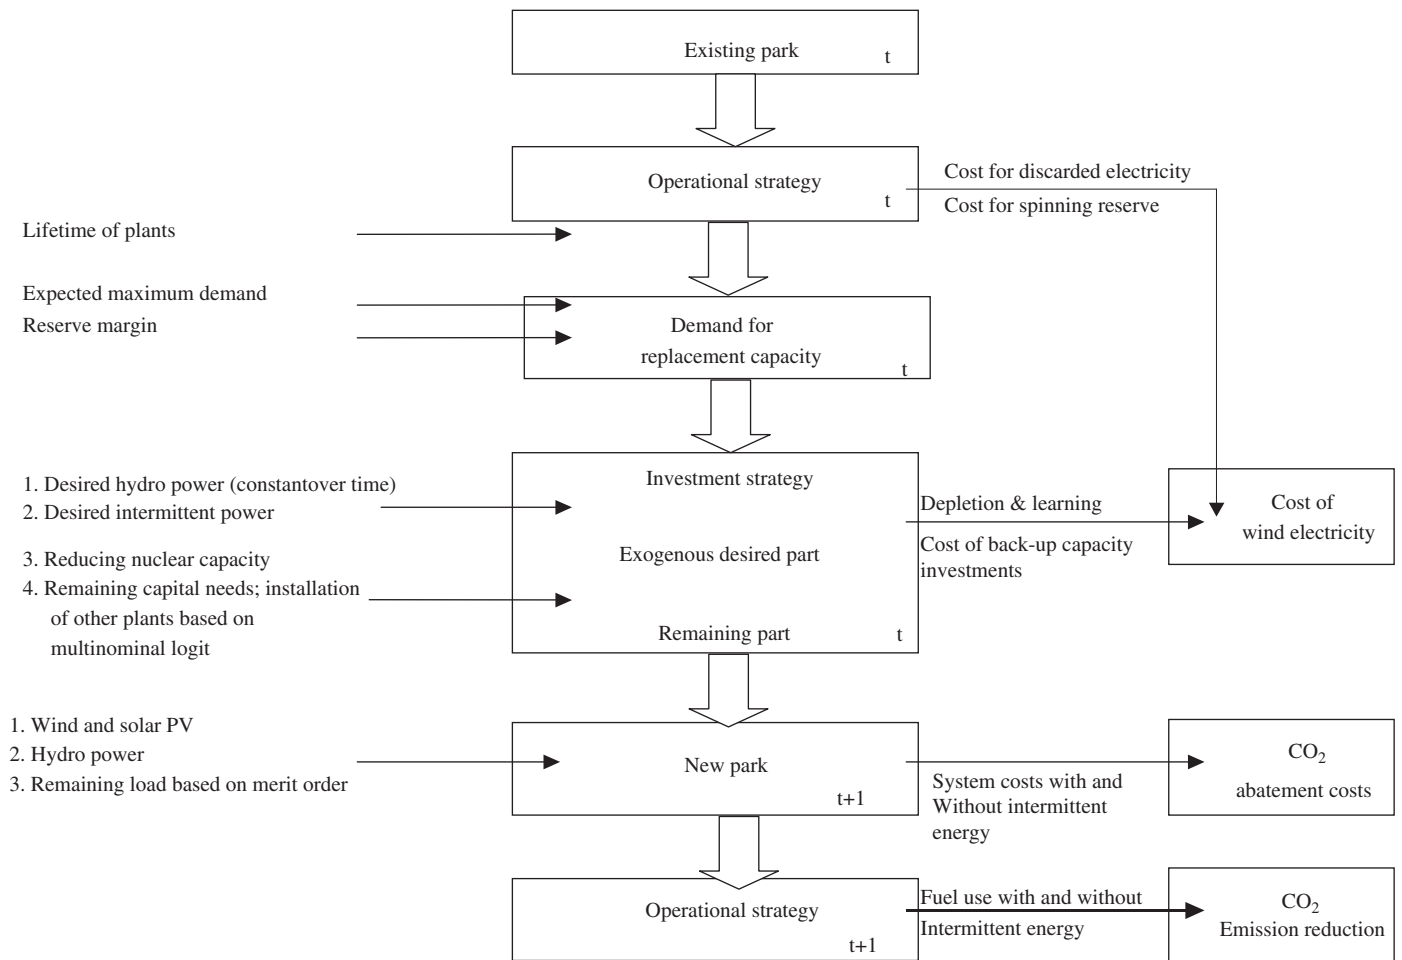 Existing park
t
Operational strategy
t
Cost for discarded electricity
Cost for spinning reserve
Lifetime of plants
Expected maximum demand
Reserve margin
Demand for
replacement capacity
t
1. Desired hydro power (constantover time)
2. Desired intermittent power
3. Reducing nuclear capacity
4. Remaining capital needs; installation
of other plants based on
multinominal logit
Investment strategy
Exogenous desired part
Remaining part
t
Depletion & learning
Cost of back-up capacity
investments
Cost of
wind electricity
1. Wind and solar PV
2. Hydro power
3. Remaining load based on merit order
New park
t+1
System costs with and
Without intermittent
energy
CO2
abatement costs
Operational strategy
t+1
Fuel use with and without
Intermittent energy
CO2
Emission reduction